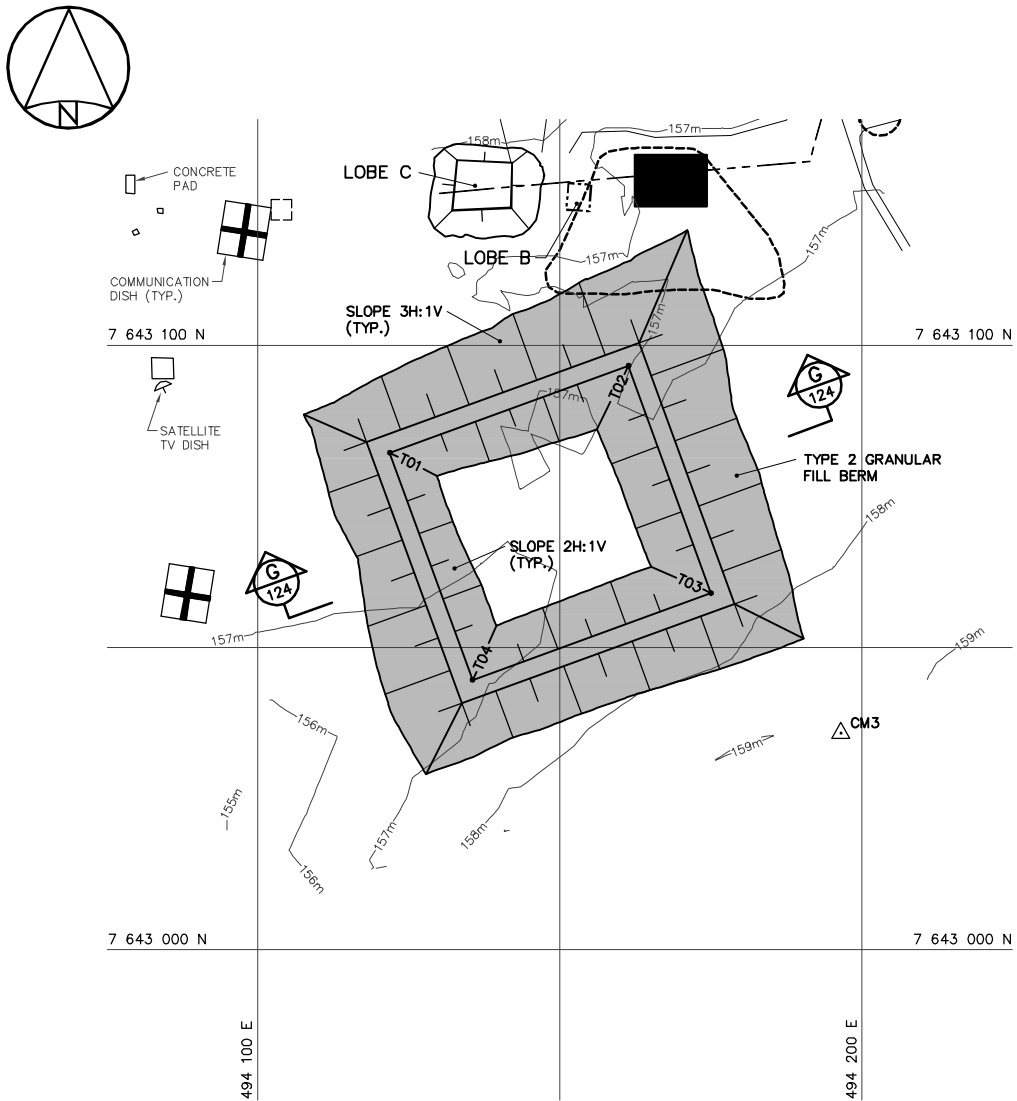 N
158m
157m
CONCRETE
PAD
LOBE C
157m
COMMUNICATION
DISH (TYP.)
LOBE B
157m
SLOPE 3H:1V
(TYP.)
157m
7 643 100 N
7 643 100 N
G
124
T02
157m
SATELLITE
TV DISH
T01
TYPE 2 GRANULAR
FILL BERM
158m
SLOPE 2H:1V
(TYP.)
G
124
T03
157m
159m
T04
156m
CM3
159m
155m
157m
158m
156m
7 643 000 N
7 643 000 N
494 100 E
494 200 E